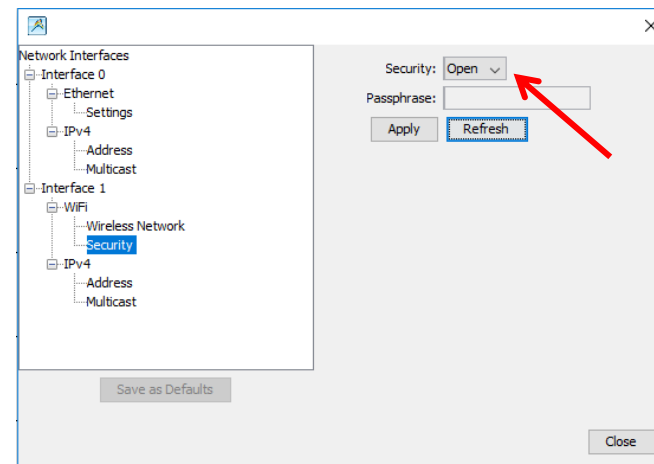 Network Interfaces
Interface 0
Ethernet
Settings
IPv4
Address
Multicast
Interface 1
WiFi
Wireless Network
Security
IPv4
Address
Multicast
Save as Defaults
Security: Open
Passphrase:
Apply Refresh
Close